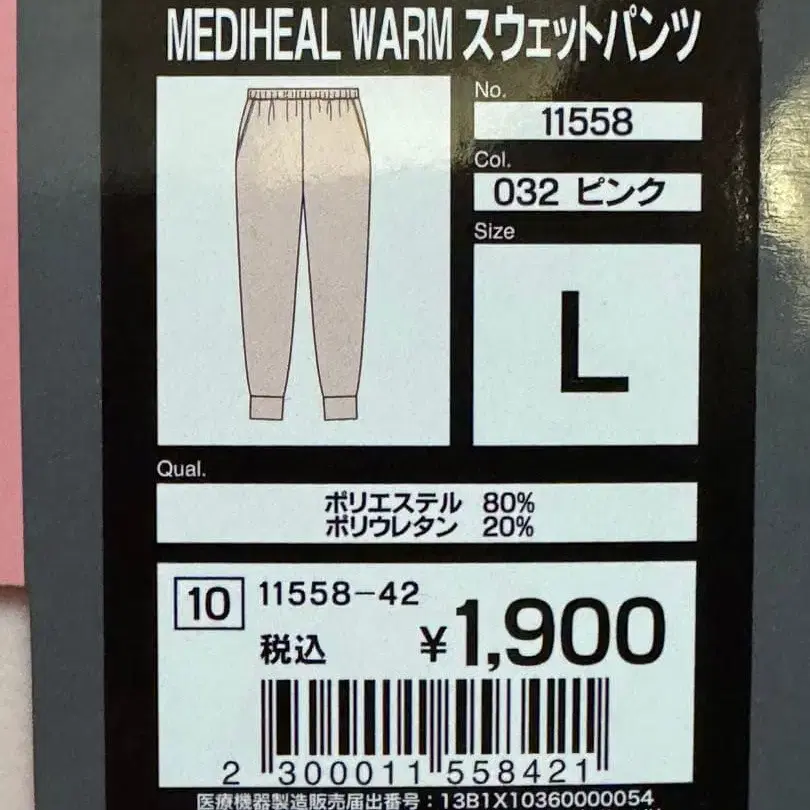 MEDIHEAL WARM スウェットパンツ
No.
11558
Col.
032 ピンク
Size
L
Qual.
ポリエステル 80%
ポリウレタン 20%
10 11558-42
税込 ¥1,900
2 300011 558421
医療機器製造販売届出番号：13B1X10360000054